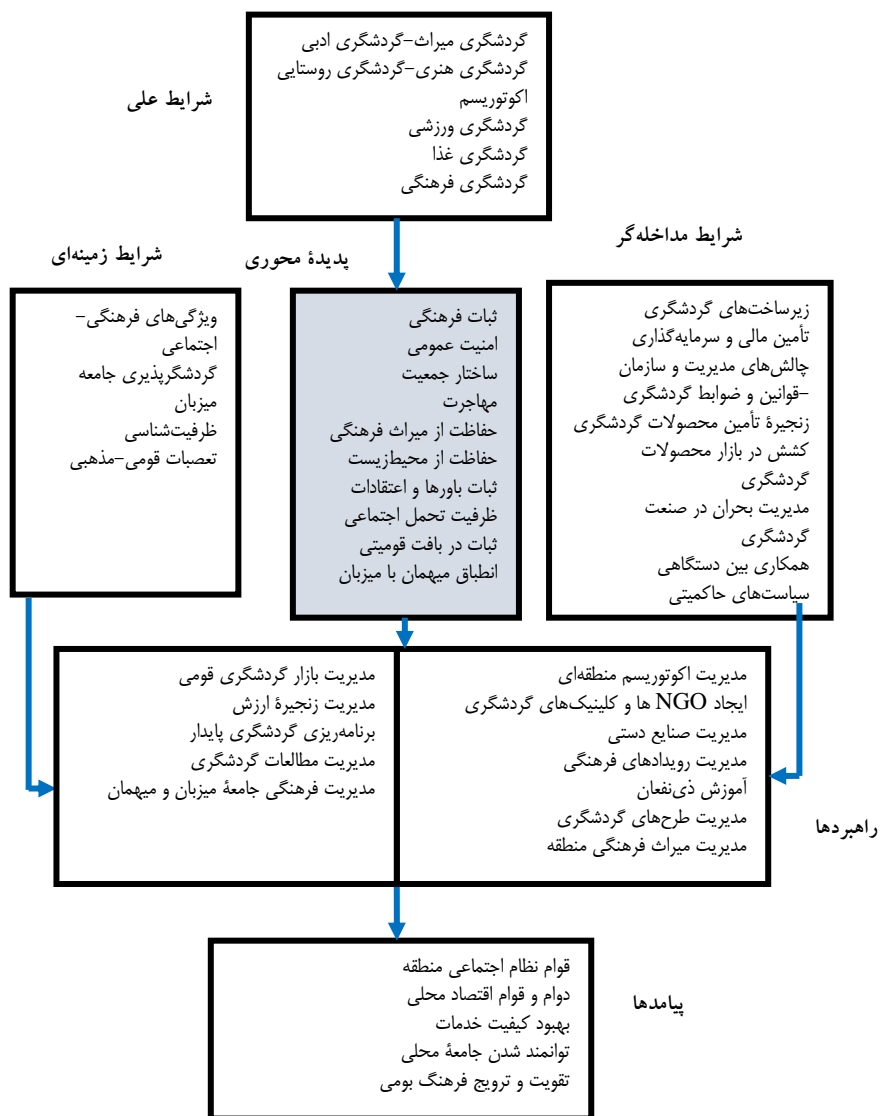 شرایط علی
گردشگری میراث–گردشگری ادبی
گردشگری هنری–گردشگری روستایی
اکوتوریسم
گردشگری ورزشی
گردشگری غذا
گردشگری فرهنگی
شرایط مداخله‌گر
زیرساخت‌های گردشگری
تأمین مالی و سرمایه‌گذاری
چالش‌های مدیریت و سازمان
–قوانین و ضوابط گردشگری
زنجیرۀ تأمین محصولات گردشگری
کشش در بازار محصولات
گردشگری
مدیریت بحران در صنعت
گردشگری
همکاری بین دستگاهی
سیاست‌های حاکمیتی
پدیدۀ محوری
ثبات فرهنگی
امنیت عمومی
ساختار جمعیت
مهاجرت
حفاظت از میراث فرهنگی
حفاظت از محیط‌زیست
ثبات باورها و اعتقادات
ظرفیت تحمل اجتماعی
ثبات در بافت قومیتی
انطباق میهمان با میزبان
شرایط زمینه‌ای
ویژگی‌های فرهنگی–
اجتماعی
گردشگرپذیری جامعه
میزبان
ظرفیت‌شناسی
تعصبات قومی–مذهبی
راهبردها
مدیریت اکوتوریسم منطقه‌ای
ایجاد NGO ها و کلینیک‌های گردشگری
مدیریت صنایع دستی
مدیریت رویدادهای فرهنگی
آموزش ذی‌نفعان
مدیریت طرح‌های گردشگری
مدیریت میراث فرهنگی منطقه
مدیریت بازار گردشگری قومی
مدیریت زنجیرۀ ارزش
برنامه‌ریزی گردشگری پایدار
مدیریت مطالعات گردشگری
مدیریت فرهنگی جامعۀ میزبان و میهمان
پیامدها
قوام نظام اجتماعی منطقه
دوام و قوام اقتصاد محلی
بهبود کیفیت خدمات
توانمند شدن جامعۀ محلی
تقویت و ترویج فرهنگ بومی